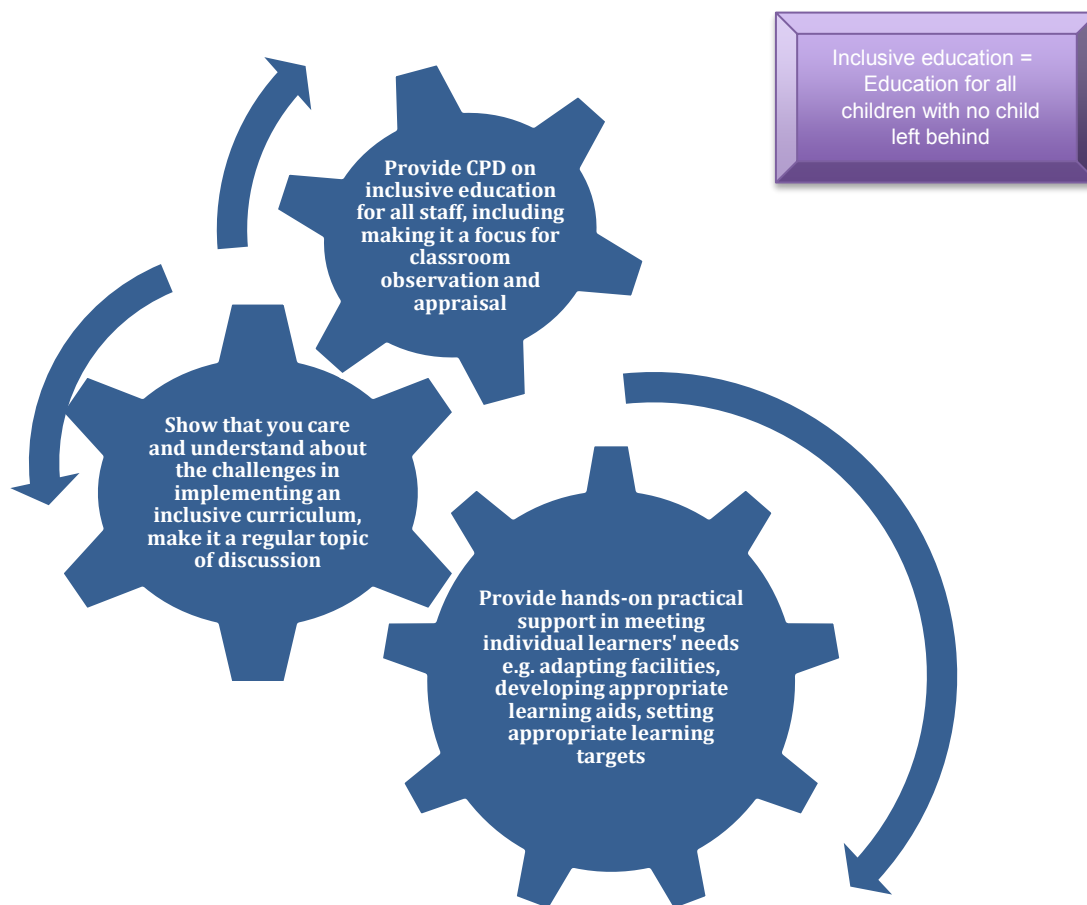 Inclusive education =
Education for all
children with no child
left behind
Provide CPD on
inclusive education
for all staff, including
making it a focus for
classroom
observation and
appraisal
Show that you care
and understand about
the challenges in
implementing an
inclusive curriculum,
make it a regular topic
of discussion
Provide hands-on practical
support in meeting
individual learners' needs
e.g. adapting facilities,
developing appropriate
learning aids, setting
appropriate learning
targets